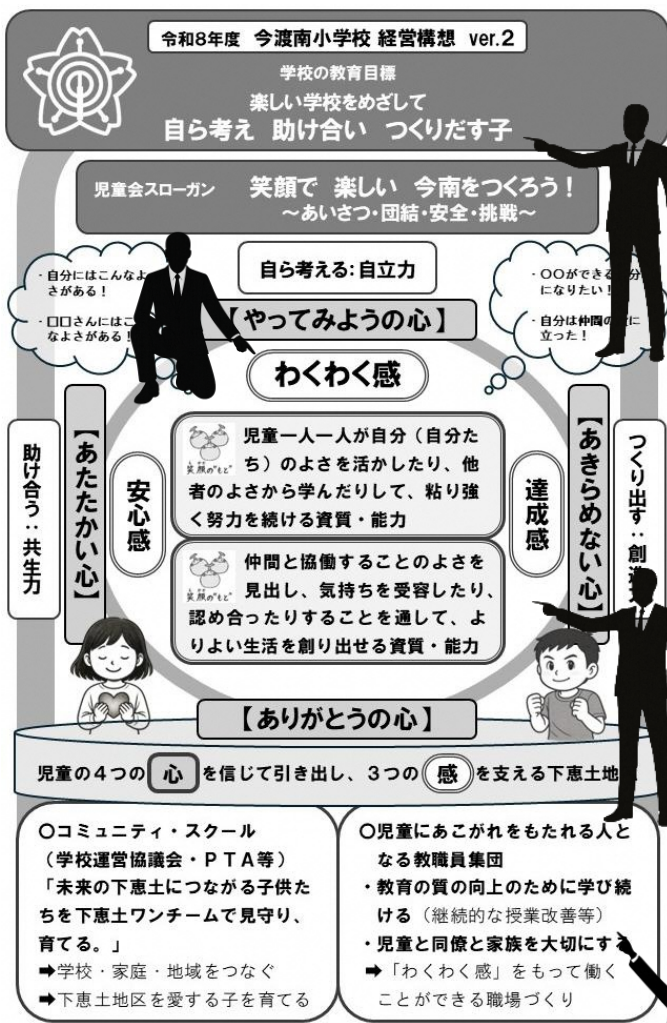 令和8年度 今渡南小学校 経営構想 ver.2
学校の教育目標
楽しい学校をめざして
自ら考え 助け合い つくりだす子
児童会スローガン 笑顔で 楽しい 今南をつくろう！
～あいさつ・団結・安全・挑戦～
・自分にはこんなよ
さがある！
・□□さんにはこ
なよさがある！
自ら考える：自立力
・〇〇ができる 分
になりたい！
・自分は仲間の に
立った！
【やってみようの心】
わくわく感
助け合う：共生力
【あたたかい心】
安心感
児童一人一人が自分（自分た
ち）のよさを活かしたり、他
者のよさから学んだりして、粘り強
く努力を続ける資質・能力
笑顔の"もと"
仲間と協働することのよさを
見出し、気持ちを受容したり、
認め合ったりすることを通して、よ
りよい生活を創り出せる資質・能力
笑顔の"もと"
達成感
【あきらめない心】
つくり出す：創
【ありがとうの心】
児童の４つの 心 を信じて引き出し、３つの 感 を支える下恵土地
〇コミュニティ・スクール
（学校運営協議会・ＰＴＡ等）
「未来の下恵土につながる子供た
ちを下恵土ワンチームで見守り、
育てる。」
➡学校・家庭・地域をつなぐ
➡下恵土地区を愛する子を育てる
〇児童にあこがれをもたれる人と
なる教職員集団
・教育の質の向上のために学び続
ける（継続的な授業改善等）
・児童と同僚と家族を大切にする
➡「わくわく感」をもって働く
ことができる職場づくり